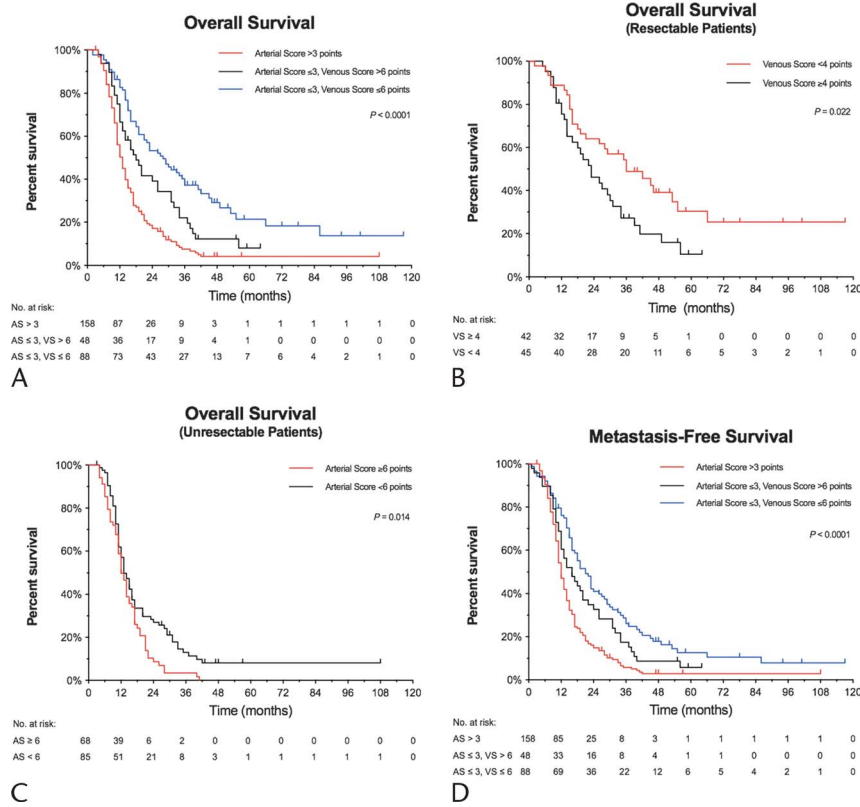 Overall Survival
Arterial Score >3 points
Arterial Score ≤3, Venous Score >6 points
Arterial Score ≤3, Venous Score ≤6 points
P < 0.0001
Percent survival
100%
80%
60%
40%
20%
0%
0 12 24 36 48 60 72 84 96 108 120
Time (months)
No. at risk:
AS > 3 158 87 26 9 3 1 1 1 1 1 0
AS ≤ 3, VS > 6 48 36 17 9 4 1 0 0 0 0 0
AS ≤ 3, VS ≤ 6 88 73 43 27 13 7 6 4 2 1 0
A
Overall Survival
(Resectable Patients)
Venous Score <4 points
Venous Score ≥4 points
P = 0.022
Percent survival
100%
80%
60%
40%
20%
0%
0 12 24 36 48 60 72 84 96 108 120
Time (months)
No. at risk:
VS ≥ 4 42 32 17 9 5 1 0 0 0 0 0
VS < 4 45 40 28 20 11 6 5 3 2 1 0
B
Overall Survival
(Unresectable Patients)
Arterial Score ≥6 points
Arterial Score <6 points
P = 0.014
Percent survival
100%
80%
60%
40%
20%
0%
0 12 24 36 48 60 72 84 96 108 120
Time (months)
No. at risk:
AS ≥ 6 68 39 6 2 0 0 0 0 0 0 0
AS < 6 85 51 21 8 3 1 1 1 1 1 0
C
Metastasis-Free Survival
Arterial Score >3 points
Arterial Score ≤3, Venous Score >6 points
Arterial Score ≤3, Venous Score ≤6 points
P < 0.0001
Percent survival
100%
80%
60%
40%
20%
0%
0 12 24 36 48 60 72 84 96 108 120
Time (months)
No. at risk:
AS > 3 158 85 25 8 3 1 1 1 1 1 0
AS ≤ 3, VS > 6 48 33 16 8 4 1 1 0 0 0 0
AS ≤ 3, VS ≤ 6 88 69 36 22 12 6 5 4 2 1 0
D